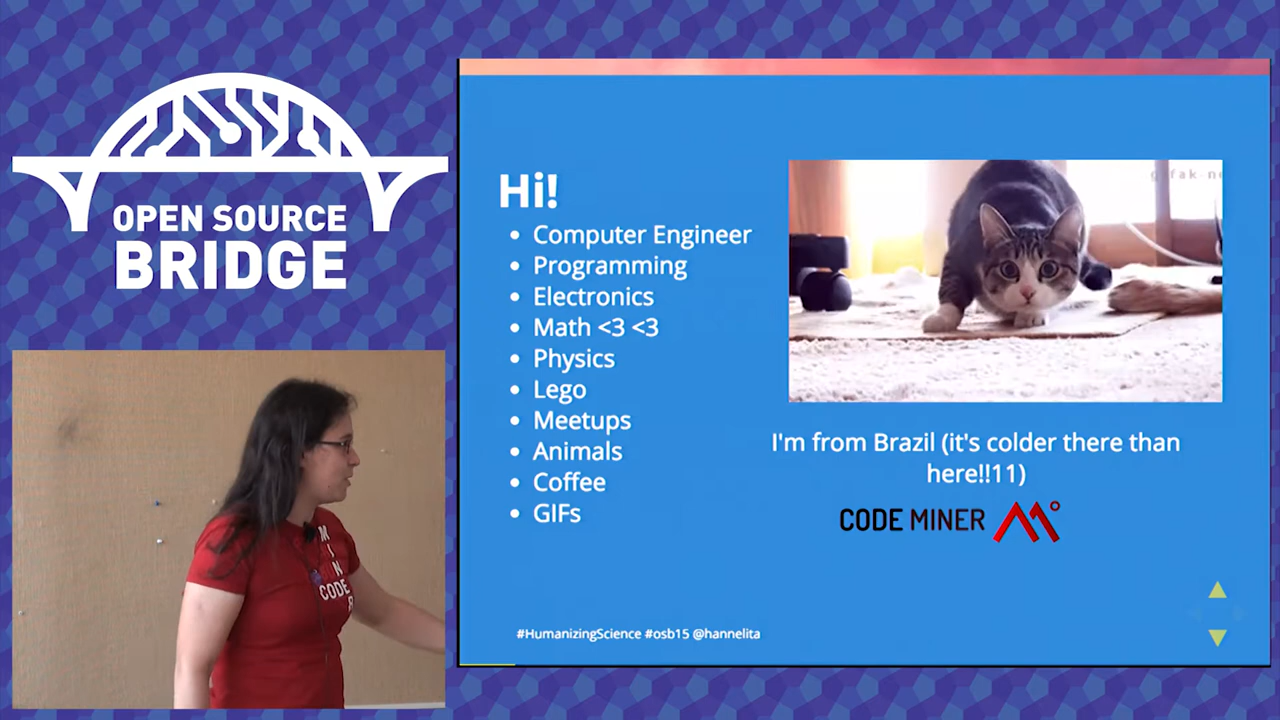 OPEN SOURCE
BRIDGE
Hi!
Computer Engineer
Programming
Electronics
Math <3 <3
Physics
Lego
Meetups
Animals
Coffee
GIFs
I'm from Brazil (it's colder there than
here!!11)
CODE MINER
#HumanizingScience #osb15 @hannelita
CODE